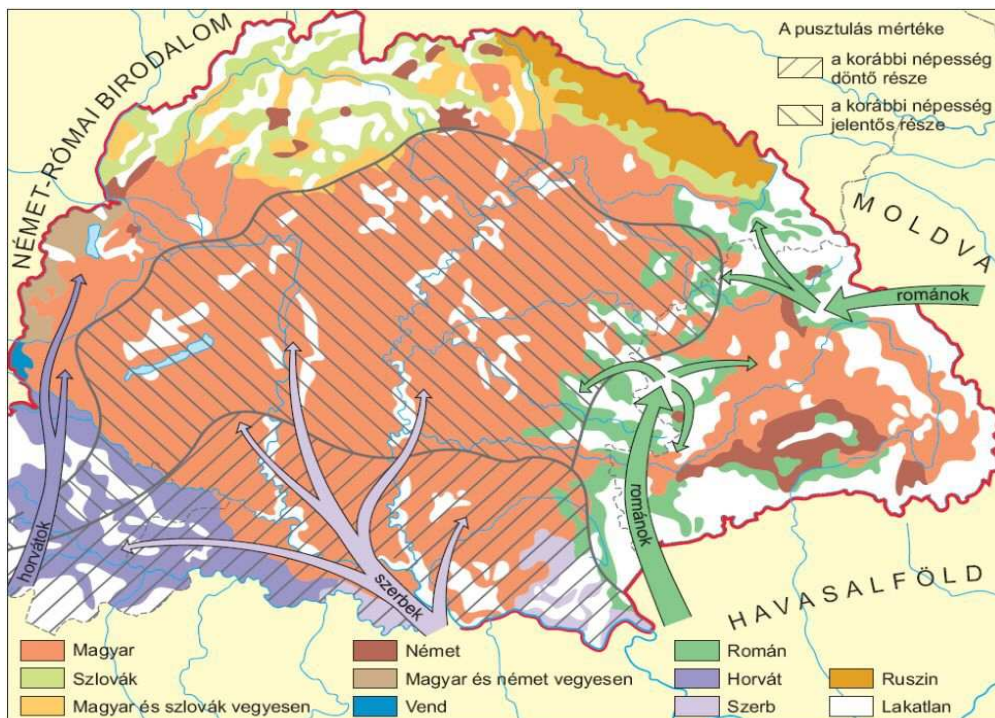 NÉMET-RÓMAI BIRODALOM
A pusztulás mértéke
a korábbi népesség
döntő része
a korábbi népesség
jelentős része
MOLDVA
románok
románok
horvátok
szerbek
HAVASALFÖLD
Magyar
Német
Román
Szlovák
Magyar és német vegyesen
Horvát
Ruszin
Magyar és szlovák vegyesen
Vend
Szerb
Lakatlan